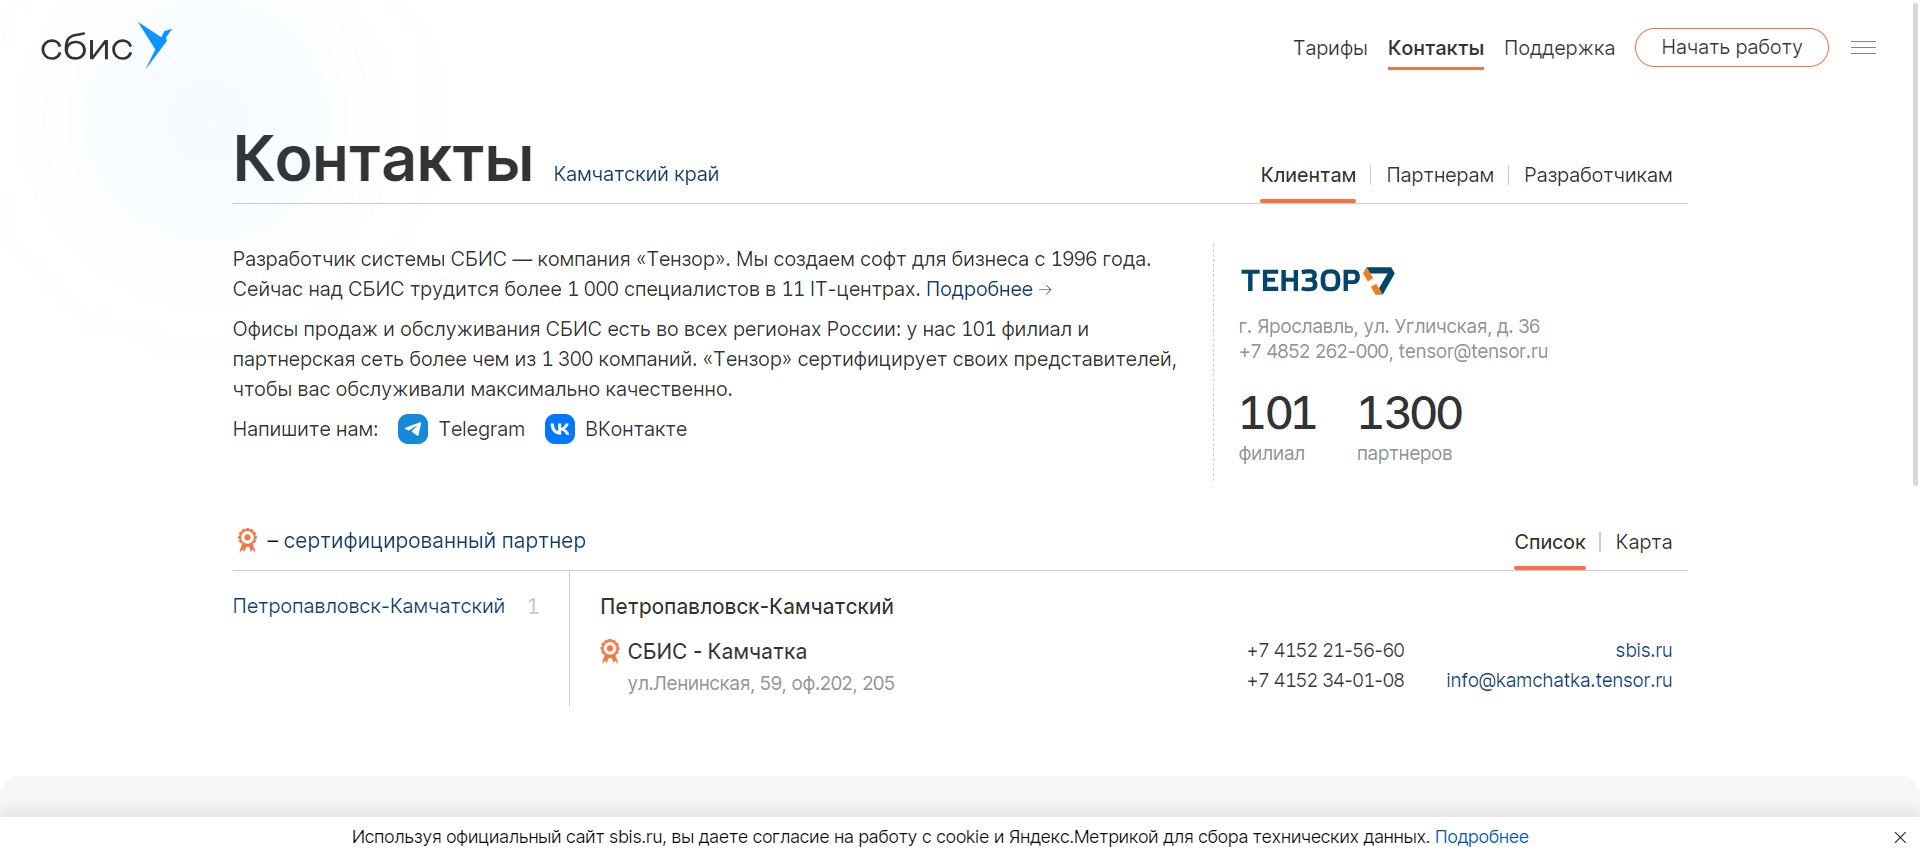 сбис
Тарифы Контакты Поддержка Начать работу
Контакты Камчатский край
Клиентам Партнерам Разработчикам
Разработчик системы СБИС — компания «Тензор». Мы создаем софт для бизнеса с 1996 года.
Сейчас над СБИС трудится более 1 000 специалистов в 11 IT-центрах. Подробнее →
Офисы продаж и обслуживания СБИС есть во всех регионах России: у нас 101 филиал и
партнерская сеть более чем из 1 300 компаний. «Тензор» сертифицирует своих представителей,
чтобы вас обслуживали максимально качественно.
Напишите нам: Telegram ВКонтакте
ТЕНЗОР
г. Ярославль, ул. Угличская, д. 36
+7 4852 262-000, tensor@tensor.ru
101 1300
филиал партнеров
– сертифицированный партнер
Список Карта
Петропавловск-Камчатский 1
Петропавловск-Камчатский
СБИС - Камчатка
ул.Ленинская, 59, оф.202, 205
+7 4152 21-56-60 sbis.ru
+7 4152 34-01-08 info@kamchatka.tensor.ru
Используя официальный сайт sbis.ru, вы даете согласие на работу с cookie и Яндекс.Метрикой для сбора технических данных. Подробнее